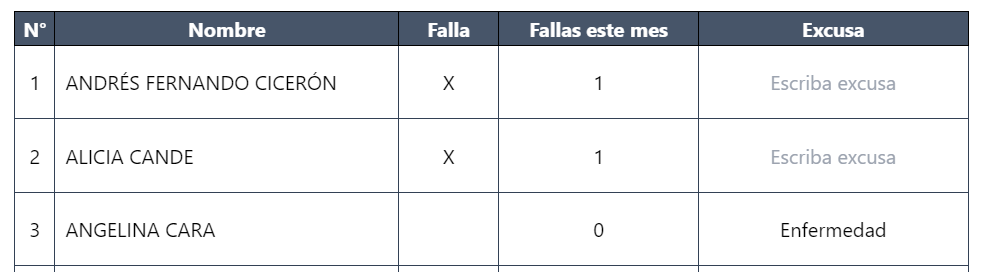 N° Nombre Falla Fallas este mes Excusa
1 ANDRÉS FERNANDO CICERÓN X 1 Escriba excusa
2 ALICIA CANDE X 1 Escriba excusa
3 ANGELINA CARA 0 Enfermedad